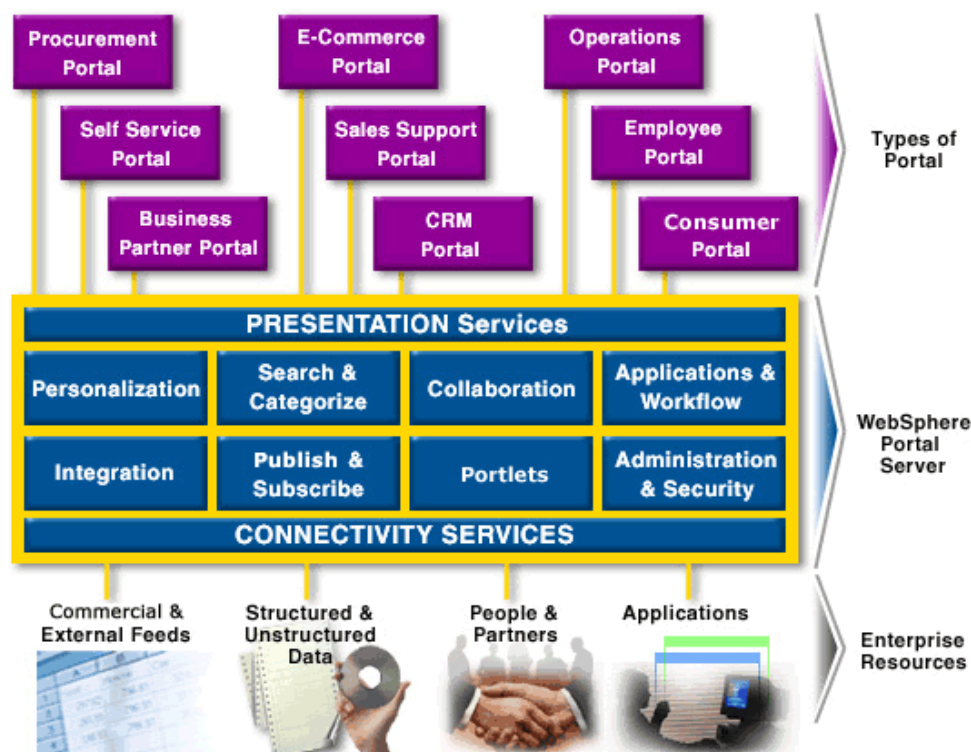 Procurement
Portal
E-Commerce
Portal
Operations
Portal
Self Service
Portal
Sales Support
Portal
Employee
Portal
Types of
Portal
Business
Partner Portal
CRM
Portal
Consumer
Portal
PRESENTATION Services
Personalization
Search &
Categorize
Collaboration
Applications &
Workflow
WebSphere
Portal
Server
Integration
Publish &
Subscribe
Portlets
Administration
& Security
CONNECTIVITY SERVICES
Commercial &
External Feeds
Structured &
Unstructured
Data
People &
Partners
Applications
Enterprise
Resources